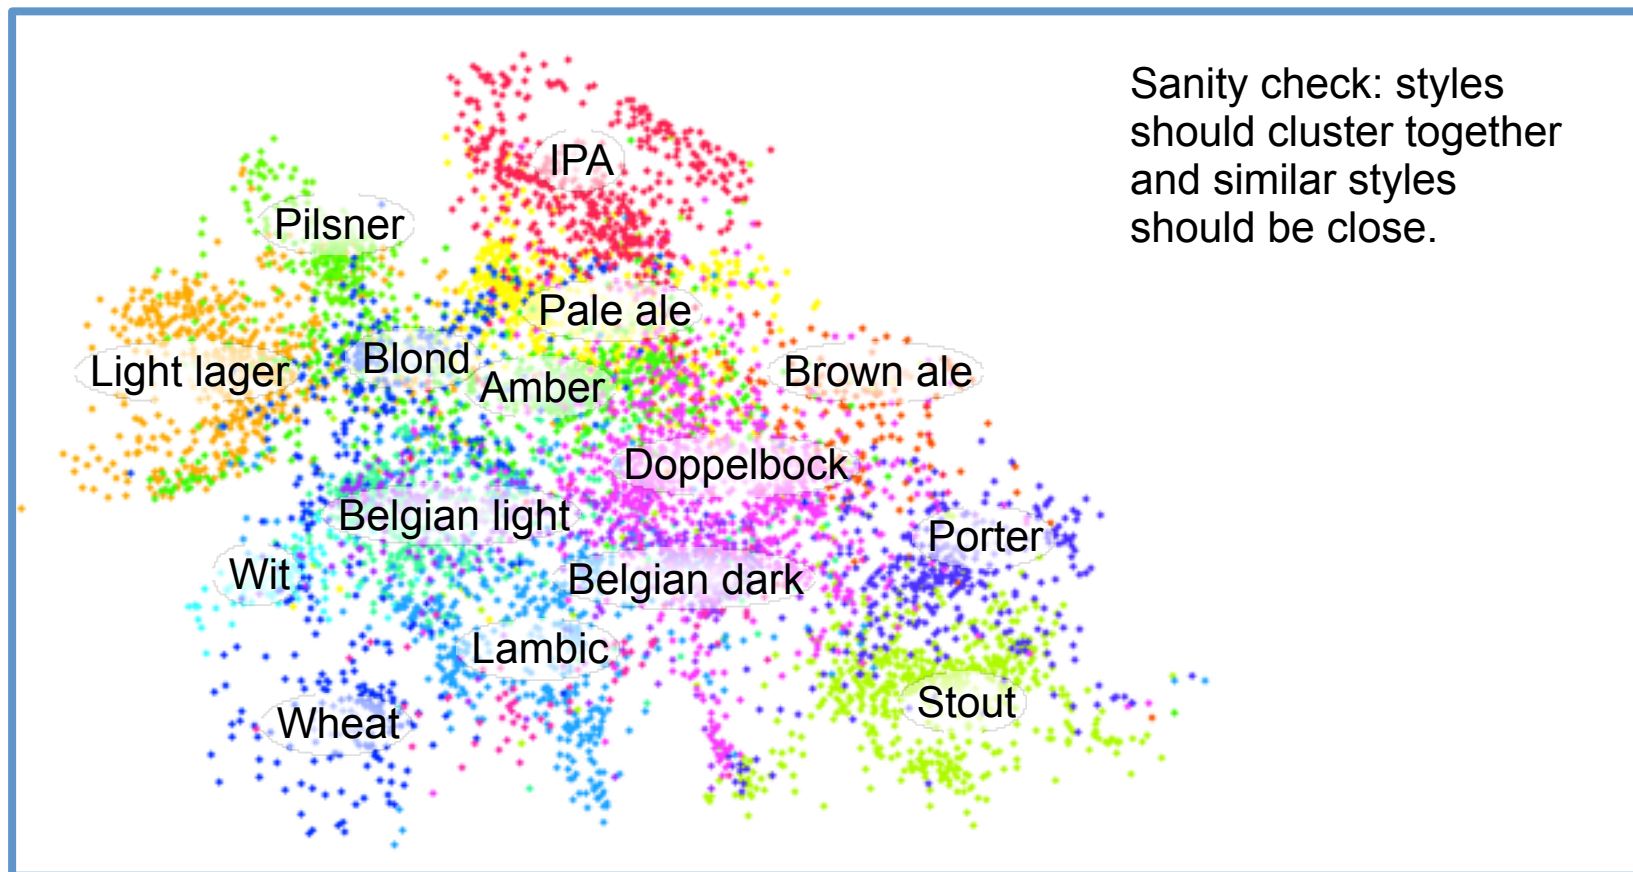 Sanity check: styles
should cluster together
and similar styles
should be close.
IPA
Pilsner
Pale ale
Blond
Light lager
Amber
Brown ale
Doppelbock
Belgian light
Porter
Wit
Belgian dark
Lambic
Stout
Wheat